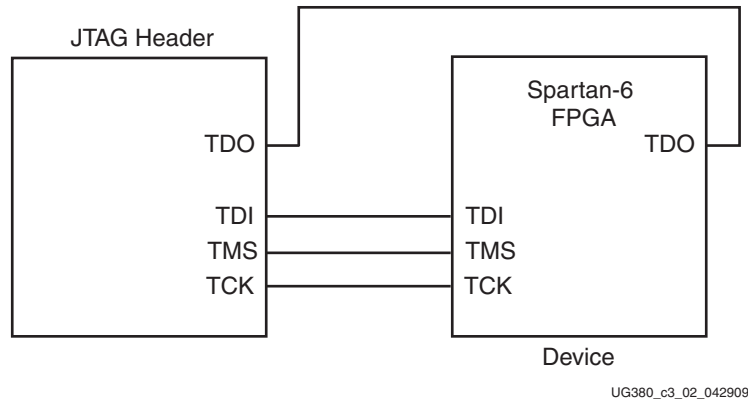 JTAG Header
Spartan-6
FPGA
TDO
TDO
TDI
TDI
TMS
TMS
TCK
TCK
Device
UG380_c3_02_042909